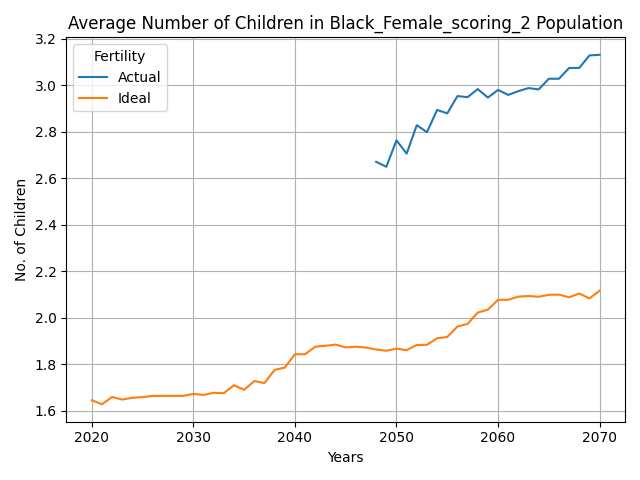 Average Number of Children in Black_Female_scoring_2 Population
Fertility
Actual
Ideal
No. of Children
3.2
3.0
2.8
2.6
2.4
2.2
2.0
1.8
1.6
2020 2030 2040 2050 2060 2070
Years